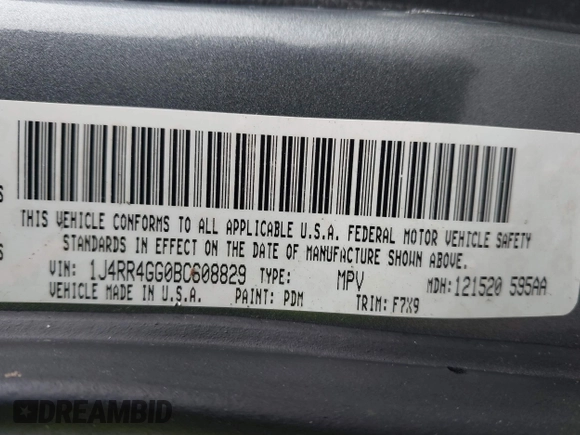 THIS VEHICLE CONFORMS TO ALL APPLICABLE U.S.A. FEDERAL MOTOR VEHICLE SAFETY
STANDARDS IN EFFECT ON THE DATE OF MANUFACTURE SHOWN ABOVE.
VIN: 1J4RR4GG0BC608829 TYPE: MPV MDH: 121520 595AA
VEHICLE MADE IN U.S.A. PAINT: PDM TRIM: F7X9
DREAMBID